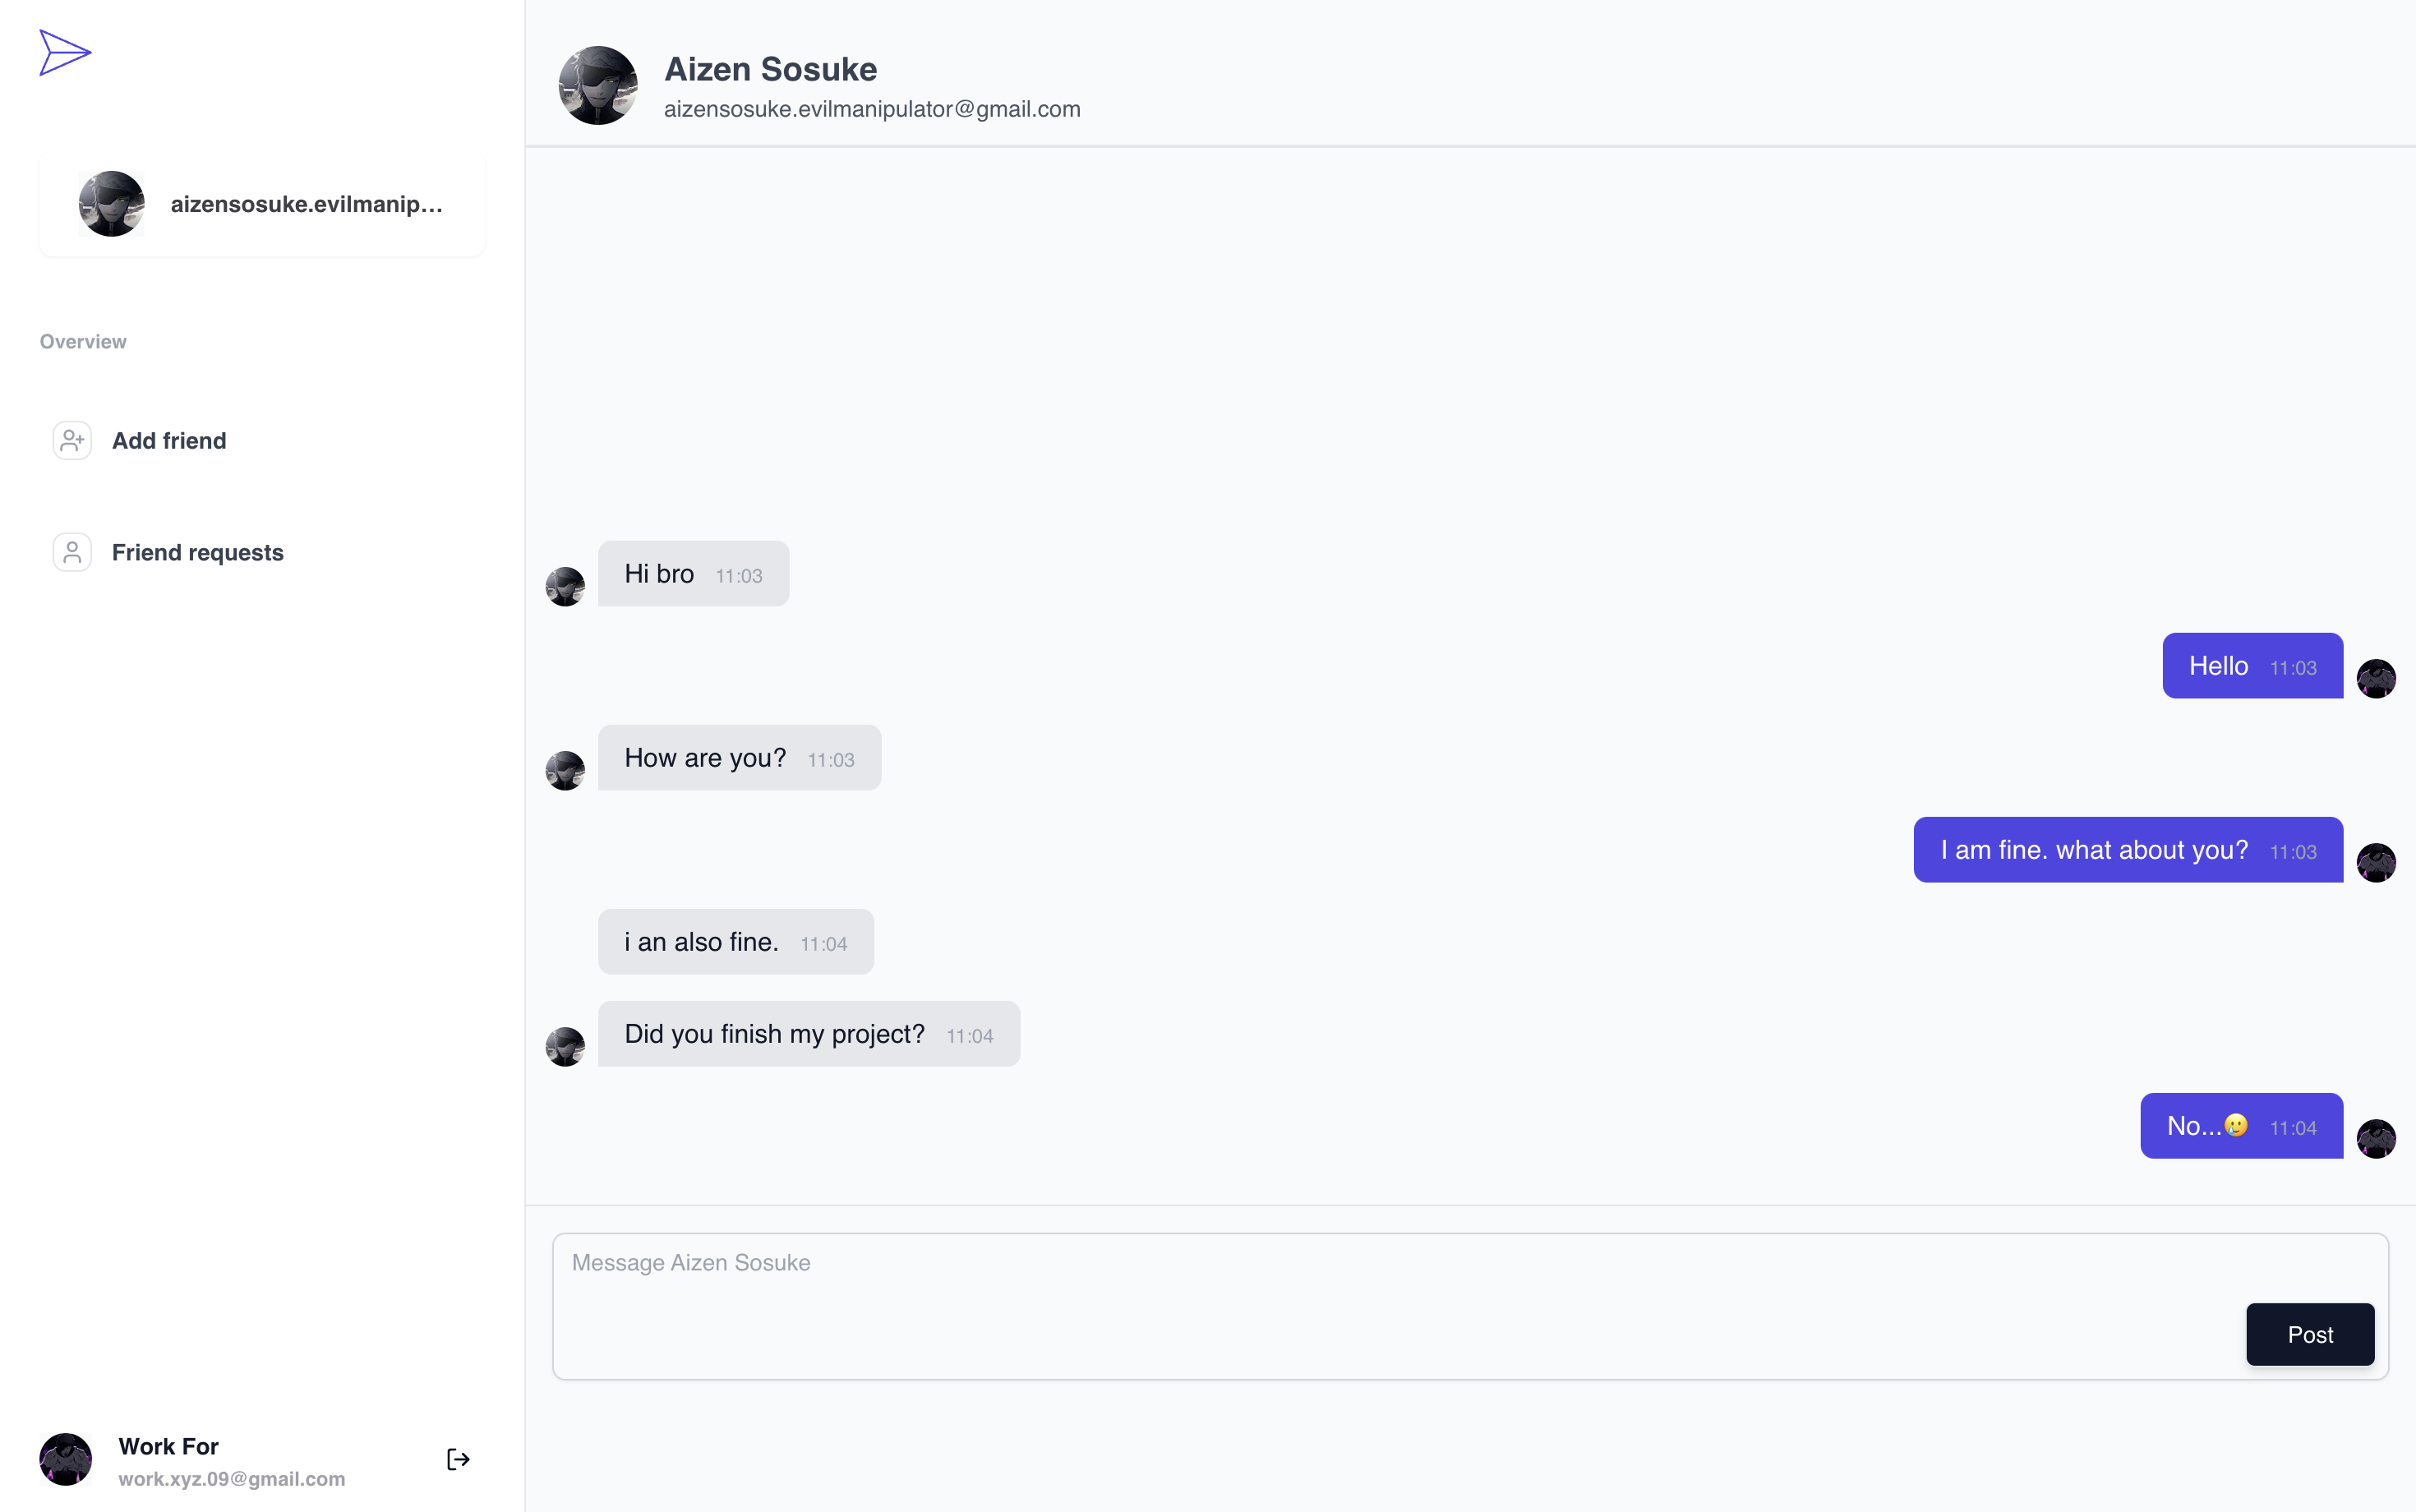 aizensosuke.evilmanip...
Overview
Add friend
Friend requests
Work For
work.xyz.09@gmail.com
Aizen Sosuke
aizensosuke.evilmanipulator@gmail.com
Hi bro 11:03
Hello 11:03
How are you? 11:03
I am fine. what about you? 11:03
i an also fine. 11:04
Did you finish my project? 11:04
No...🥲 11:04
Message Aizen Sosuke
Post